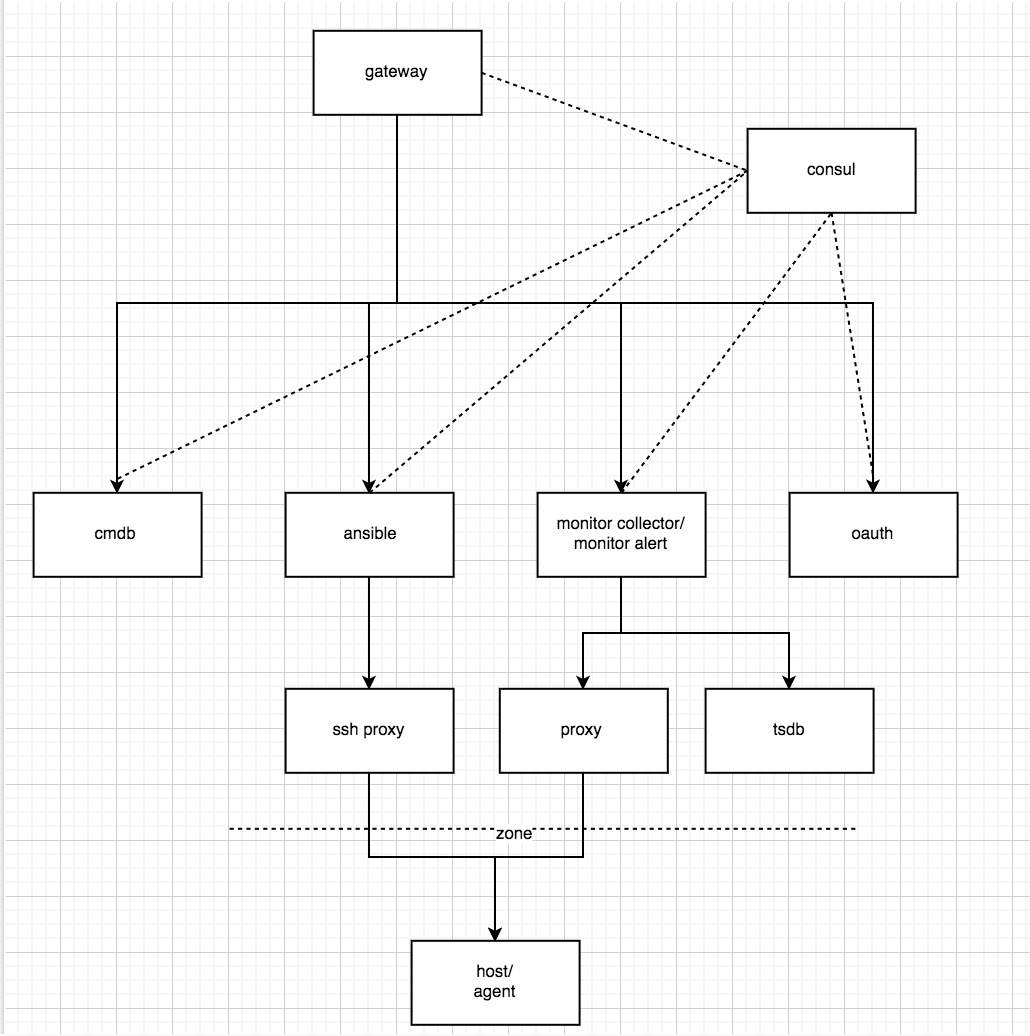 gateway
consul
cmdb
ansible
monitor collector/
monitor alert
oauth
ssh proxy
proxy
tsdb
zone
host/
agent